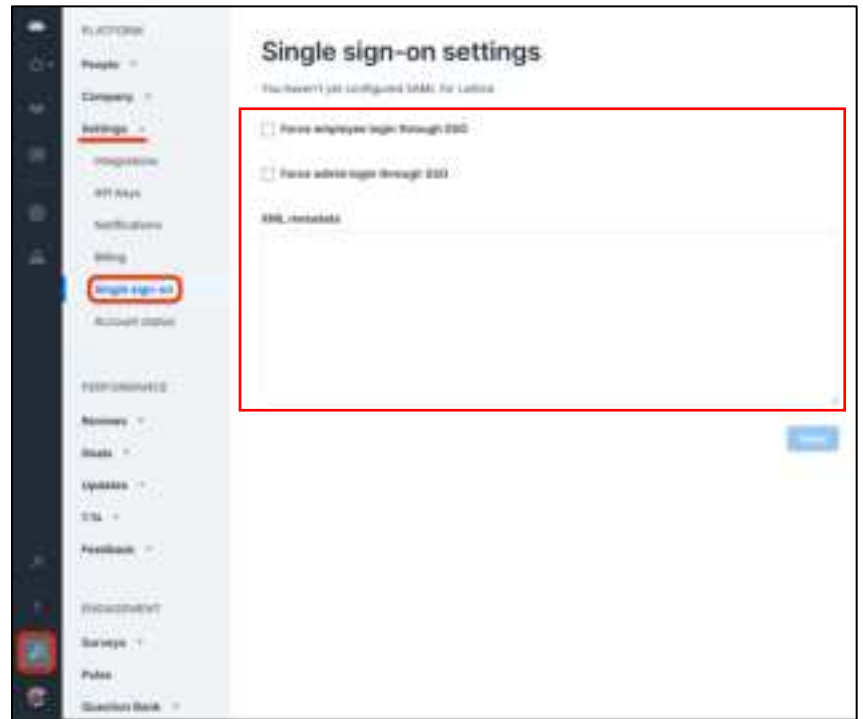 PLATFORM
People
Company
Settings
Integrations
API Keys
Notifications
Billing
Single sign-on
Account status
PERFORMANCE
Reviews
Goals
Updates
1:1s
Feedback
ENGAGEMENT
Surveys
Pulse
Question Bank
Single sign-on settings
You haven't yet configured SAML for Lattice
Force employee login through SSO
Force admin login through SSO
XML metadata
Save